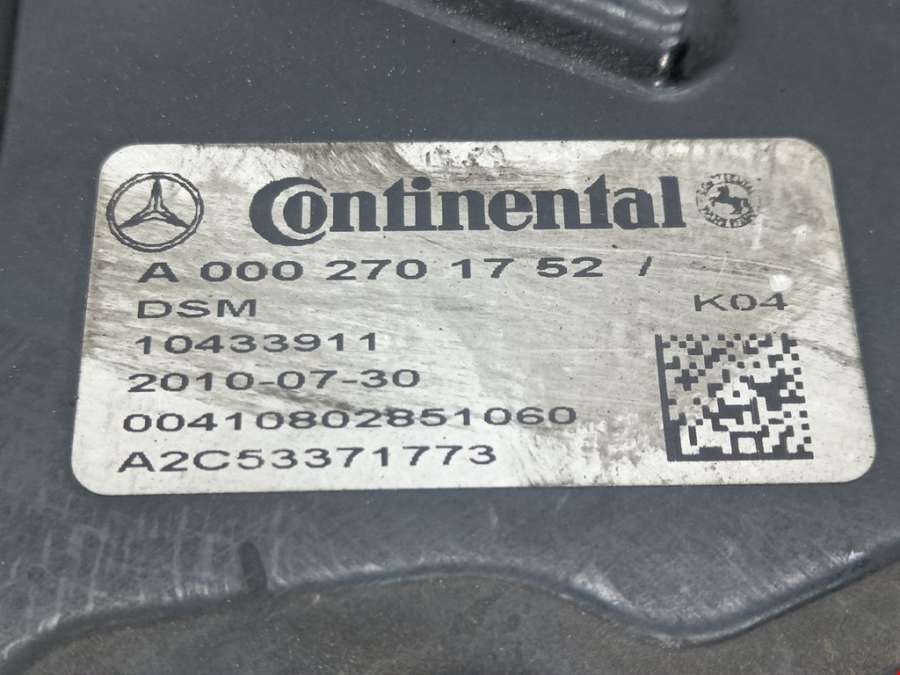 Continental
A 000 270 17 52 /
DSM K04
10433911
2010-07-30
00410802851060
A2C53371773